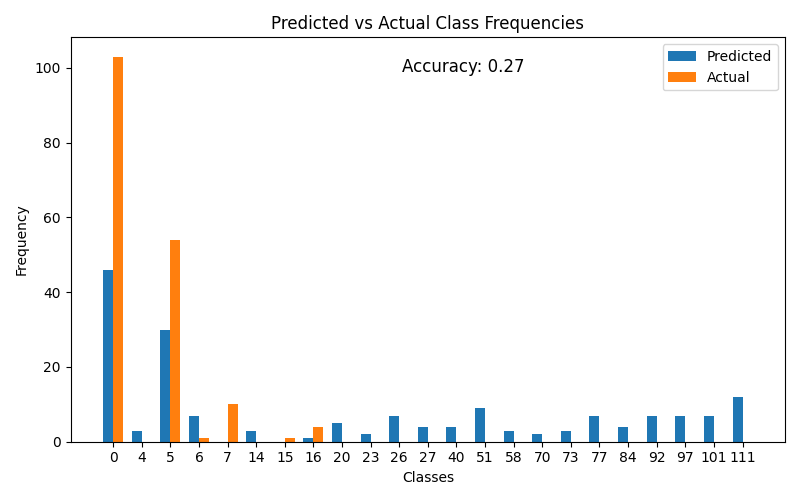 Predicted vs Actual Class Frequencies
Accuracy: 0.27
Predicted
Actual
Frequency
100
80
60
40
20
0
0 4 5 6 7 14 15 16 20 23 26 27 40 51 58 70 73 77 84 92 97 101 111
Classes